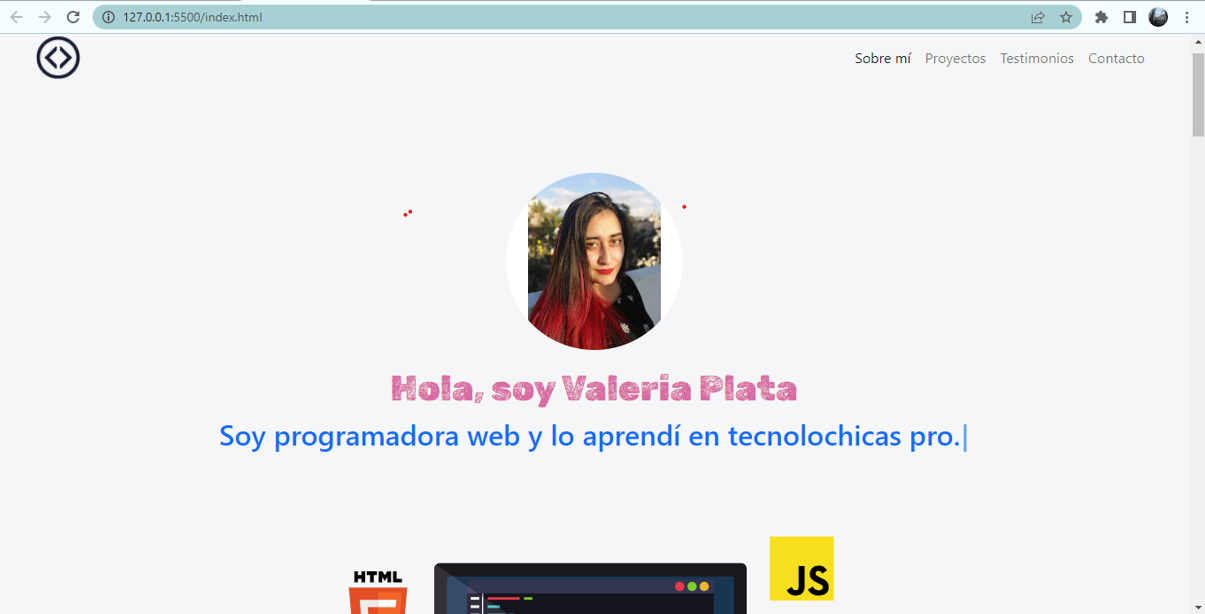 127.0.0.1:5500/index.html
Sobre mí Proyectos Testimonios Contacto
Hola, soy Valeria Plata
Soy programadora web y lo aprendí en tecnolochicas pro.|
HTML
JS